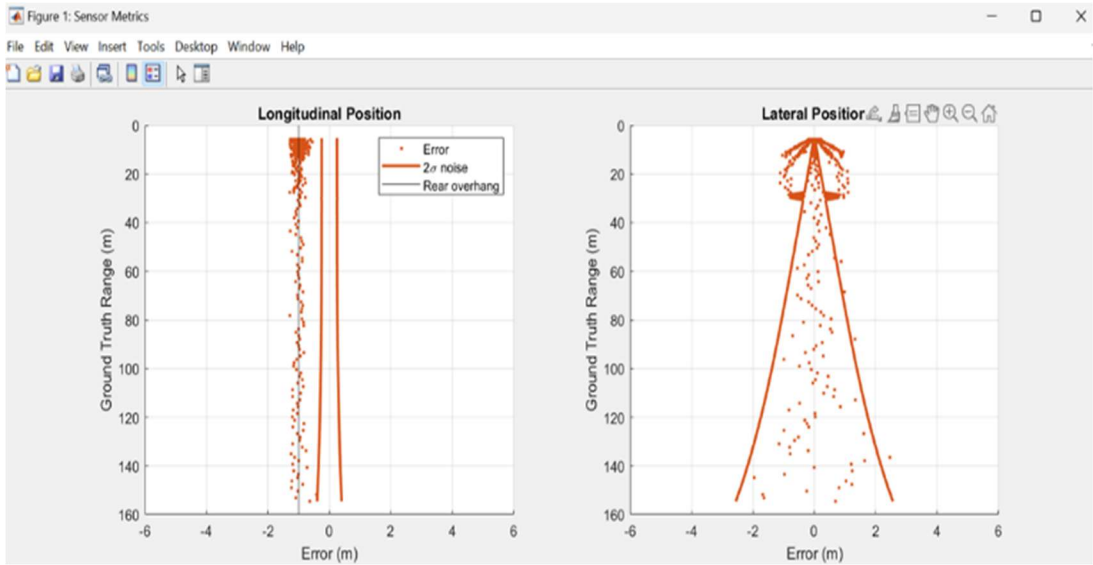 Figure 1: Sensor Metrics
File Edit View Insert Tools Desktop Window Help
Longitudinal Position
0
20
40
60
80
100
120
140
160
-6 -4 -2 0 2 4 6
Ground Truth Range (m)
Error (m)
Error
2σ noise
Rear overhang
Lateral Position
0
20
40
60
80
100
120
140
160
-6 -4 -2 0 2 4 6
Ground Truth Range (m)
Error (m)